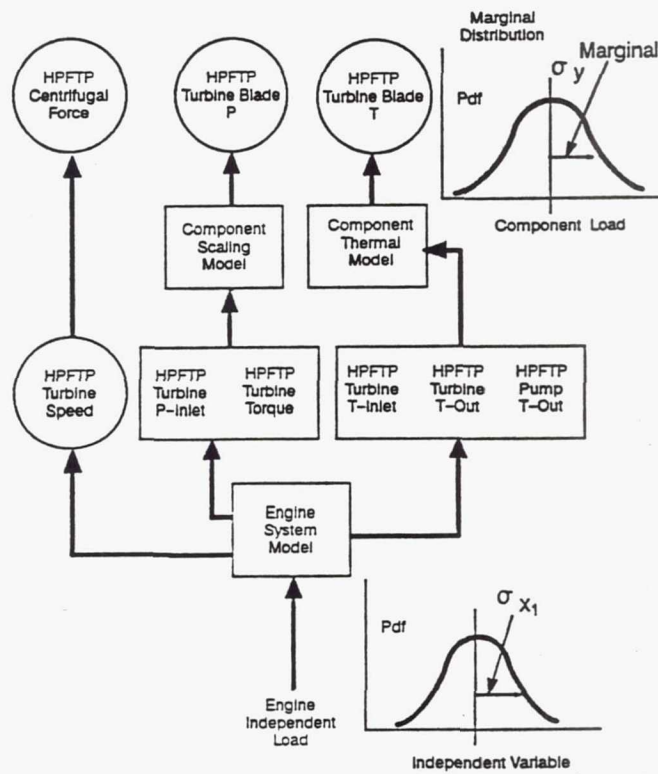 Marginal
Distribution
σ y
Marginal
Pdf
Component Load
HPFTP
Centrifugal
Force
HPFTP
Turbine Blade
P
HPFTP
Turbine Blade
T
Component
Scaling
Model
Component
Thermal
Model
HPFTP
Turbine
Speed
HPFTP
Turbine
P-Inlet
HPFTP
Turbine
Torque
HPFTP
Turbine
T-Inlet
HPFTP
Turbine
T-Out
HPFTP
Pump
T-Out
Engine
System
Model
Engine
Independent
Load
σ x₁
Pdf
Independent Variable